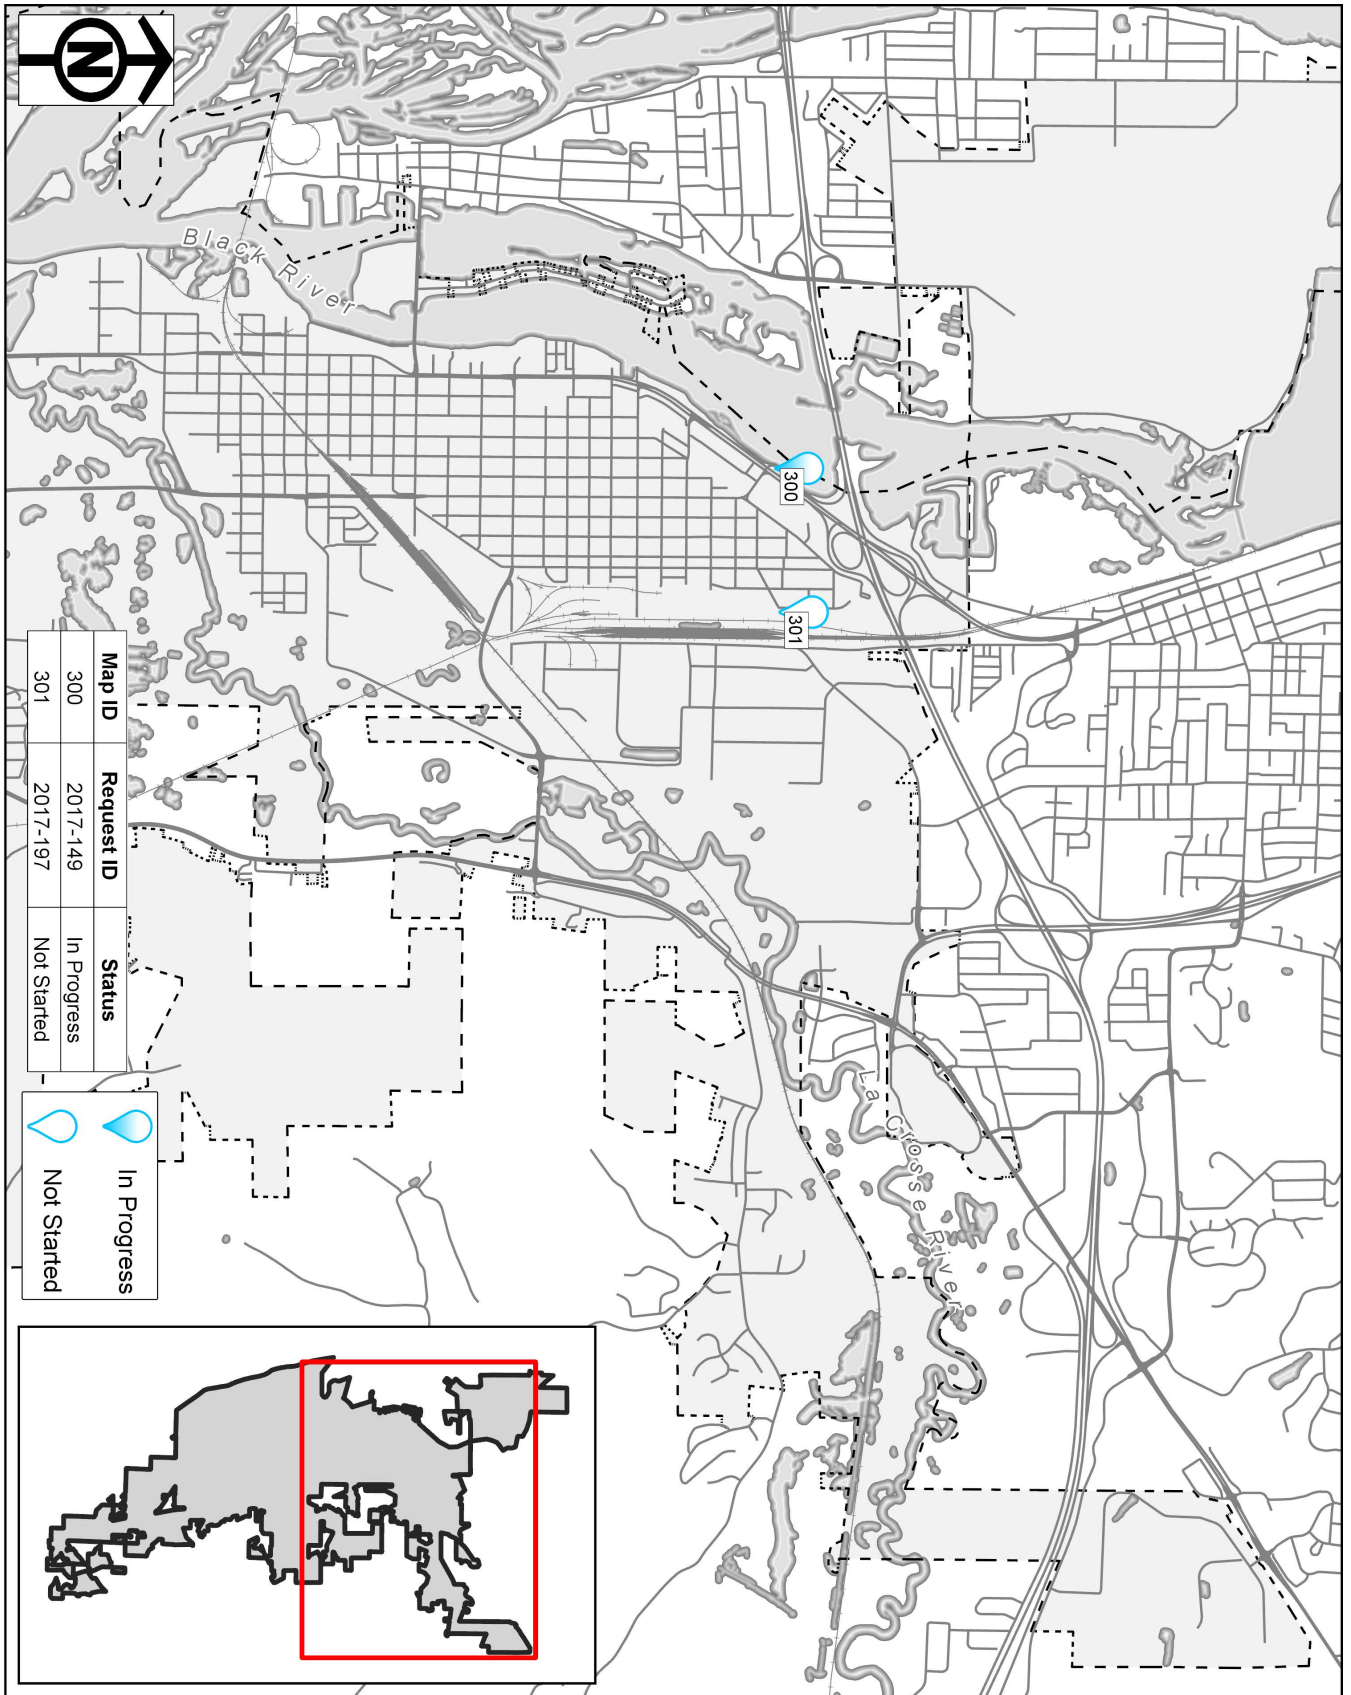 N
Black River
La Crosse River
300
301
Map ID Request ID Status
300 2017-149 In Progress
301 2017-197 Not Started
In Progress
Not Started